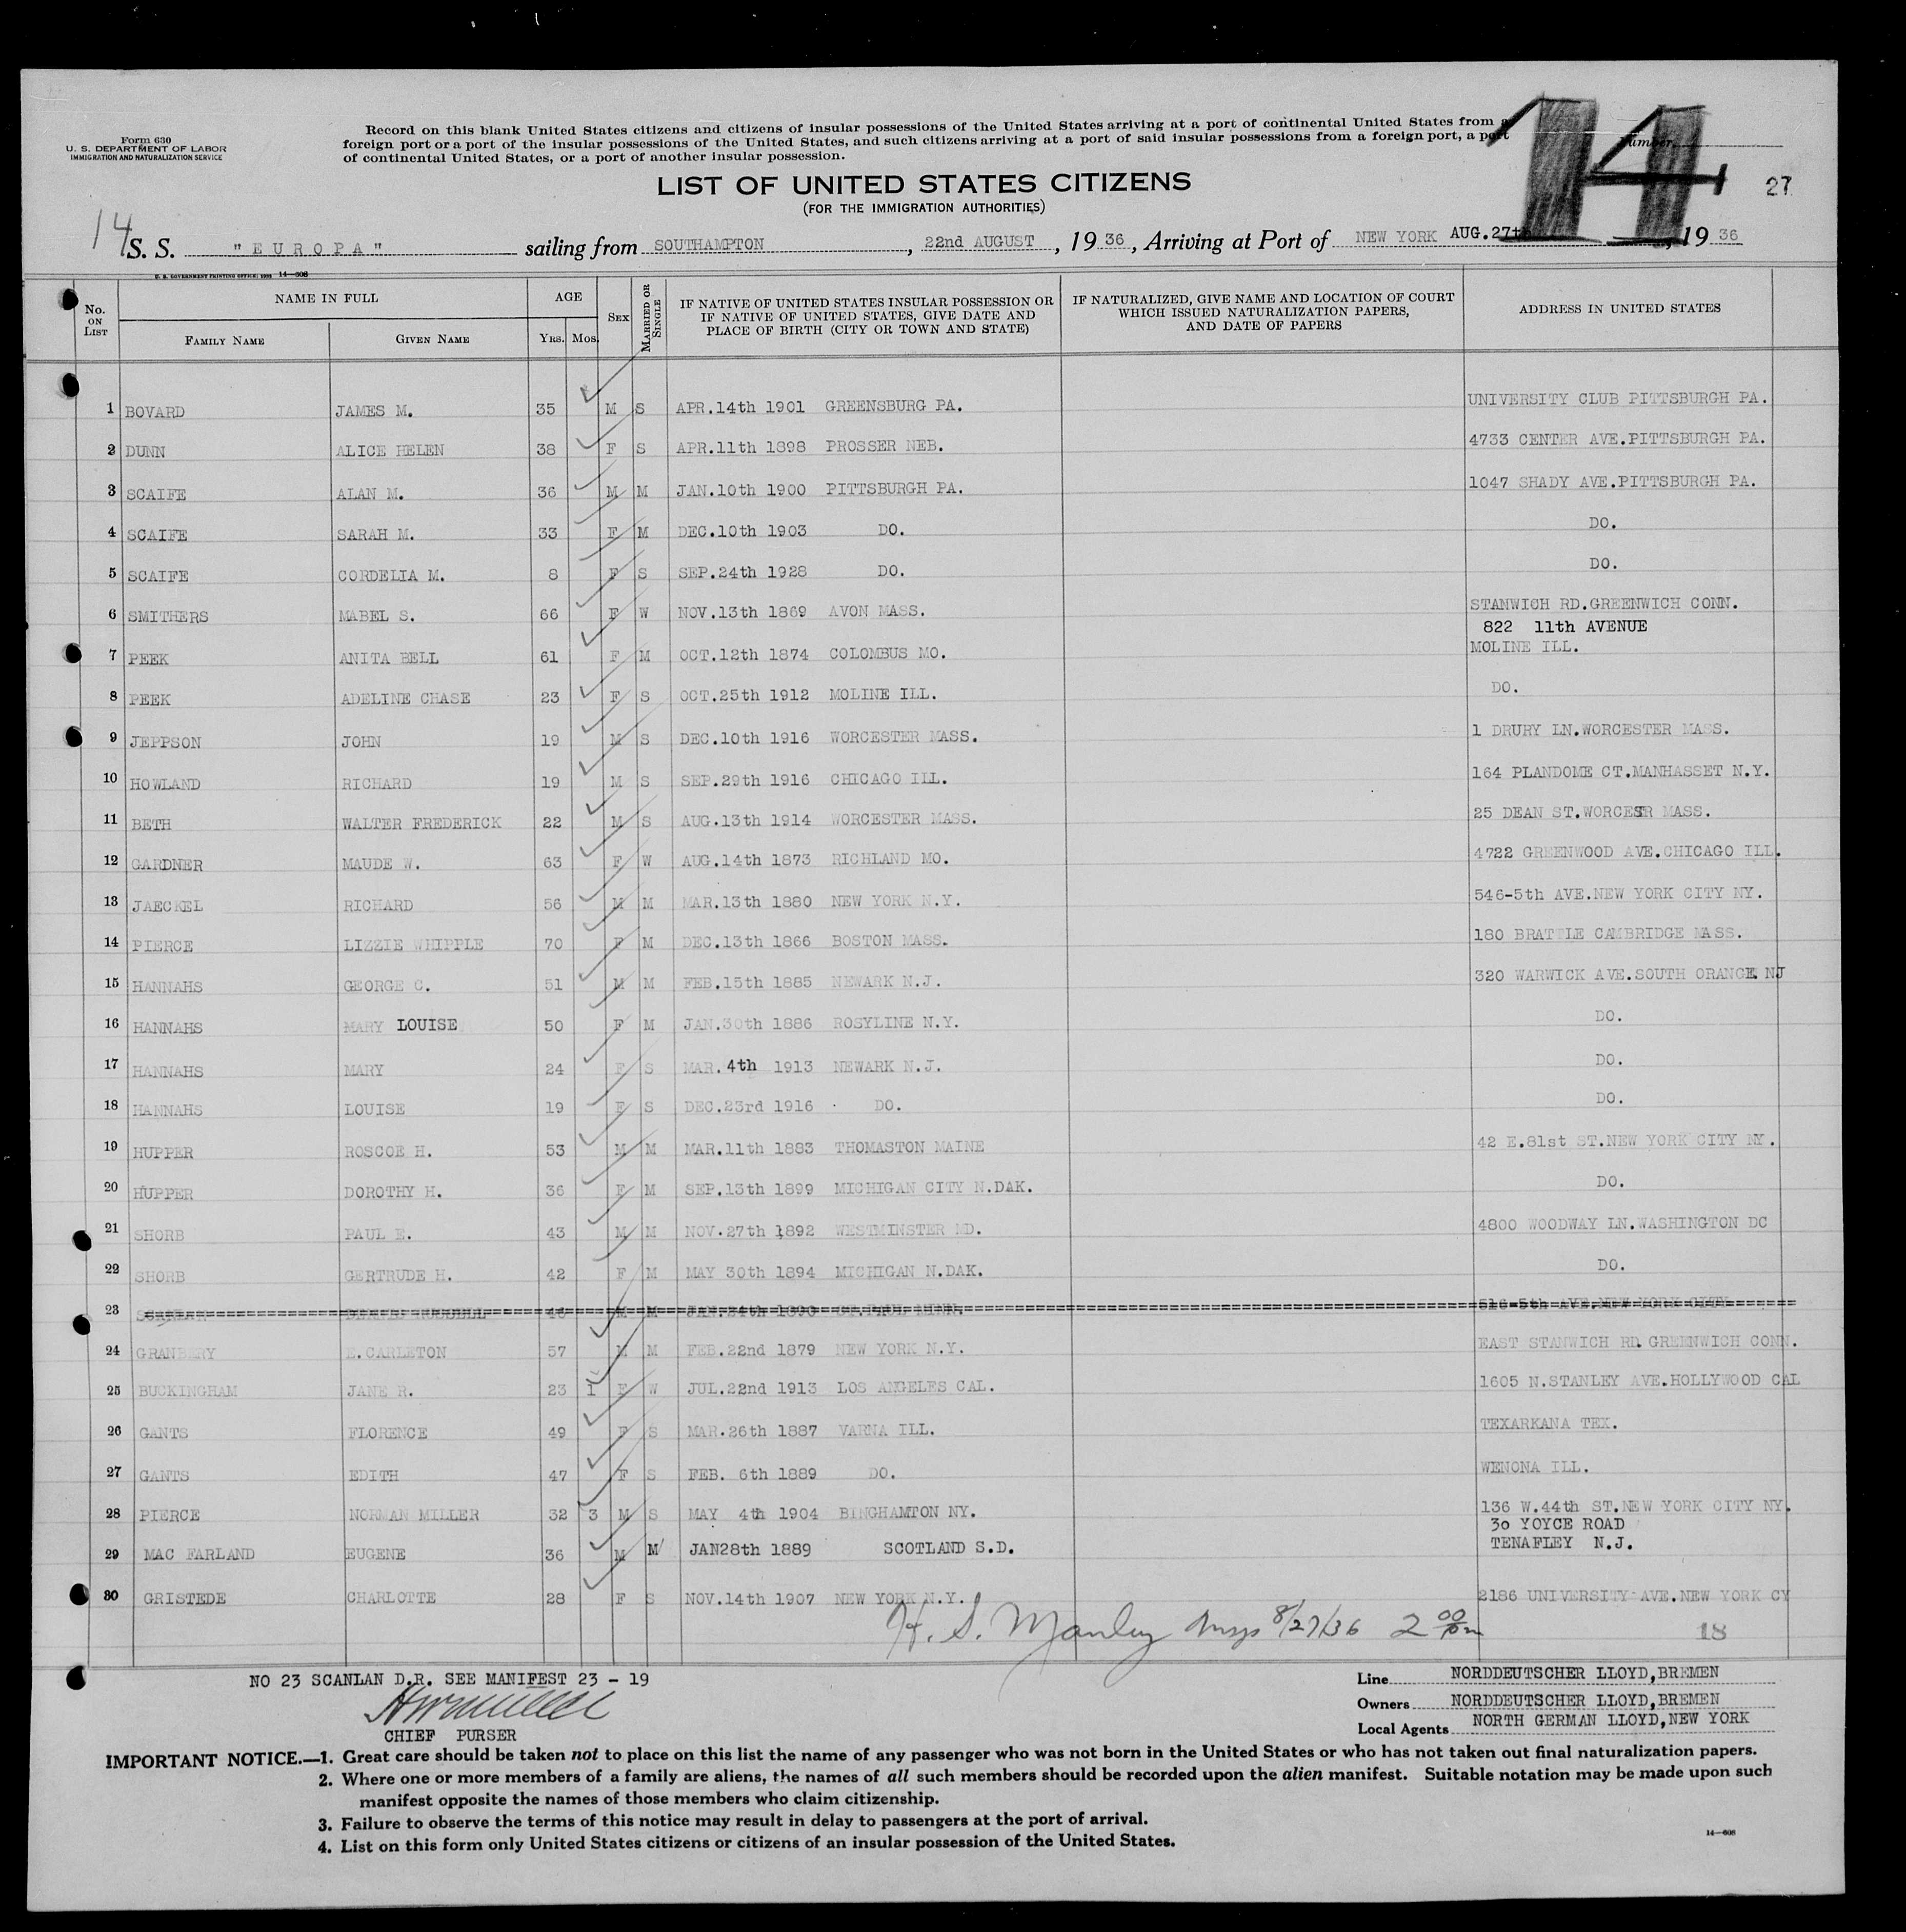 Form 630
U. S. DEPARTMENT OF LABOR
IMMIGRATION AND NATURALIZATION SERVICE
Record on this blank United States citizens and citizens of insular possessions of the United States arriving at a port of continental United States from a
foreign port or a port of the insular possessions of the United States, and such citizens arriving at a port of said insular possessions from a foreign port, a port
of continental United States, or a port of another insular possession.
Number
14
27
LIST OF UNITED STATES CITIZENS
(FOR THE IMMIGRATION AUTHORITIES)
14 S. S. "EUROPA" sailing from SOUTHAMPTON, 22nd AUGUST, 1936, Arriving at Port of NEW YORK AUG.27th, 1936
U. S. GOVERNMENT PRINTING OFFICE: 1933 14—608
No. ON LIST
NAME IN FULL
FAMILY NAME GIVEN NAME
AGE
YRS. MOS.
SEX
MARRIED OR SINGLE
IF NATIVE OF UNITED STATES INSULAR POSSESSION OR
IF NATIVE OF UNITED STATES, GIVE DATE AND
PLACE OF BIRTH (CITY OR TOWN AND STATE)
IF NATURALIZED, GIVE NAME AND LOCATION OF COURT
WHICH ISSUED NATURALIZATION PAPERS,
AND DATE OF PAPERS
ADDRESS IN UNITED STATES
1 BOVARD JAMES M. 35 M S APR.14th 1901 GREENSBURG PA. UNIVERSITY CLUB PITTSBURGH PA.
2 DUNN ALICE HELEN 38 F S APR.11th 1898 PROSSER NEB. 4733 CENTER AVE.PITTSBURGH PA.
3 SCAIFE ALAN M. 36 M M JAN.10th 1900 PITTSBURGH PA. 1047 SHADY AVE.PITTSBURGH PA.
4 SCAIFE SARAH M. 33 F M DEC.10th 1903 DO. DO.
5 SCAIFE CORDELIA M. 8 F S SEP.24th 1928 DO. DO.
6 SMITHERS MABEL S. 66 F W NOV.13th 1869 AVON MASS. STANWICH RD.GREENWICH CONN.
822 11th AVENUE
7 PEEK ANITA BELL 61 F M OCT.12th 1874 COLOMBUS MO. MOLINE ILL.
8 PEEK ADELINE CHASE 23 F S OCT.25th 1912 MOLINE ILL. DO.
9 JEPPSON JOHN 19 M S DEC.10th 1916 WORCESTER MASS. 1 DRURY LN.WORCESTER MASS.
10 HOWLAND RICHARD 19 M S SEP.29th 1916 CHICAGO ILL. 164 PLANDOME CT.MANHASSET N.Y.
11 BETH WALTER FREDERICK 22 M S AUG.13th 1914 WORCESTER MASS. 25 DEAN ST.WORCESR MASS.
12 GARDNER MAUDE W. 63 F W AUG.14th 1873 RICHLAND MO. 4722 GREENWOOD AVE.CHICAGO ILL.
13 JAECKEL RICHARD 56 M M MAR.13th 1880 NEW YORK N.Y. 546-5th AVE.NEW YORK CITY NY.
14 PIERCE LIZZIE WHIPPLE 70 F M DEC.13th 1866 BOSTON MASS. 180 BRATTLE CAMBRIDGE MASS.
15 HANNAHS GEORGE C. 51 M M FEB.15th 1885 NEWARK N.J. 320 WARWICK AVE.SOUTH ORANGE NJ
16 HANNAHS MARY LOUISE 50 F M JAN.30th 1886 ROSYLINE N.Y. DO.
17 HANNAHS MARY 24 F S MAR. 4th 1913 NEWARK N.J. DO.
18 HANNAHS LOUISE 19 F S DEC.23rd 1916 DO. DO.
19 HUPPER ROSCOE H. 53 M M MAR.11th 1883 THOMASTON MAINE 42 E.81st ST.NEW YORK CITY NY.
20 HUPPER DOROTHY H. 36 F M SEP.13th 1899 MICHIGAN CITY N.DAK. DO.
21 SHORB PAUL E. 43 M M NOV.27th 1892 WESTMINSTER MD. 4800 WOODWAY LN.WASHINGTON DC
22 SHORB GERTRUDE H. 42 F M MAY 30th 1894 MICHIGAN N.DAK. DO.
23 M M JAN.24th 1890 ST.PAUL MINN. 516-5th AVE.NEW YORK CITY
24 GRANBERY E.CARLETON 57 M M FEB.22nd 1879 NEW YORK N.Y. EAST STANWICH RD. GREENWICH CONN.
25 BUCKINGHAM JANE R. 23 1 F W JUL.22nd 1913 LOS ANGELES CAL. 1605 N.STANLEY AVE.HOLLYWOOD CAL
26 GANTS FLORENCE 49 F S MAR.26th 1887 VARNA ILL. TEXARKANA TEX.
27 GANTS EDITH 47 F S FEB. 6th 1889 DO. WENONA ILL.
28 PIERCE NORMAN MILLER 32 3 M S MAY 4th 1904 BINGHAMTON NY. 136 W.44th ST.NEW YORK CITY NY.
30 YOYCE ROAD
29 MAC FARLAND EUGENE 36 M M JAN28th 1889 SCOTLAND S.D. TENAFLEY N.J.
30 GRISTEDE CHARLOTTE 28 F S NOV.14th 1907 NEW YORK N.Y. 2186 UNIVERSITY AVE.NEW YORK CY
H. S. Manley 8/27/36 2 00 pm
18
NO 23 SCANLAN D.R. SEE MANIFEST 23 - 19
CHIEF PURSER
Line NORDDEUTSCHER LLOYD,BREMEN
Owners NORDDEUTSCHER LLOYD,BREMEN
Local Agents NORTH GERMAN LLOYD,NEW YORK
IMPORTANT NOTICE.—1. Great care should be taken not to place on this list the name of any passenger who was not born in the United States or who has not taken out final naturalization papers.
2. Where one or more members of a family are aliens, the names of all such members should be recorded upon the alien manifest. Suitable notation may be made upon such
manifest opposite the names of those members who claim citizenship.
3. Failure to observe the terms of this notice may result in delay to passengers at the port of arrival.
4. List on this form only United States citizens or citizens of an insular possession of the United States.
14—608